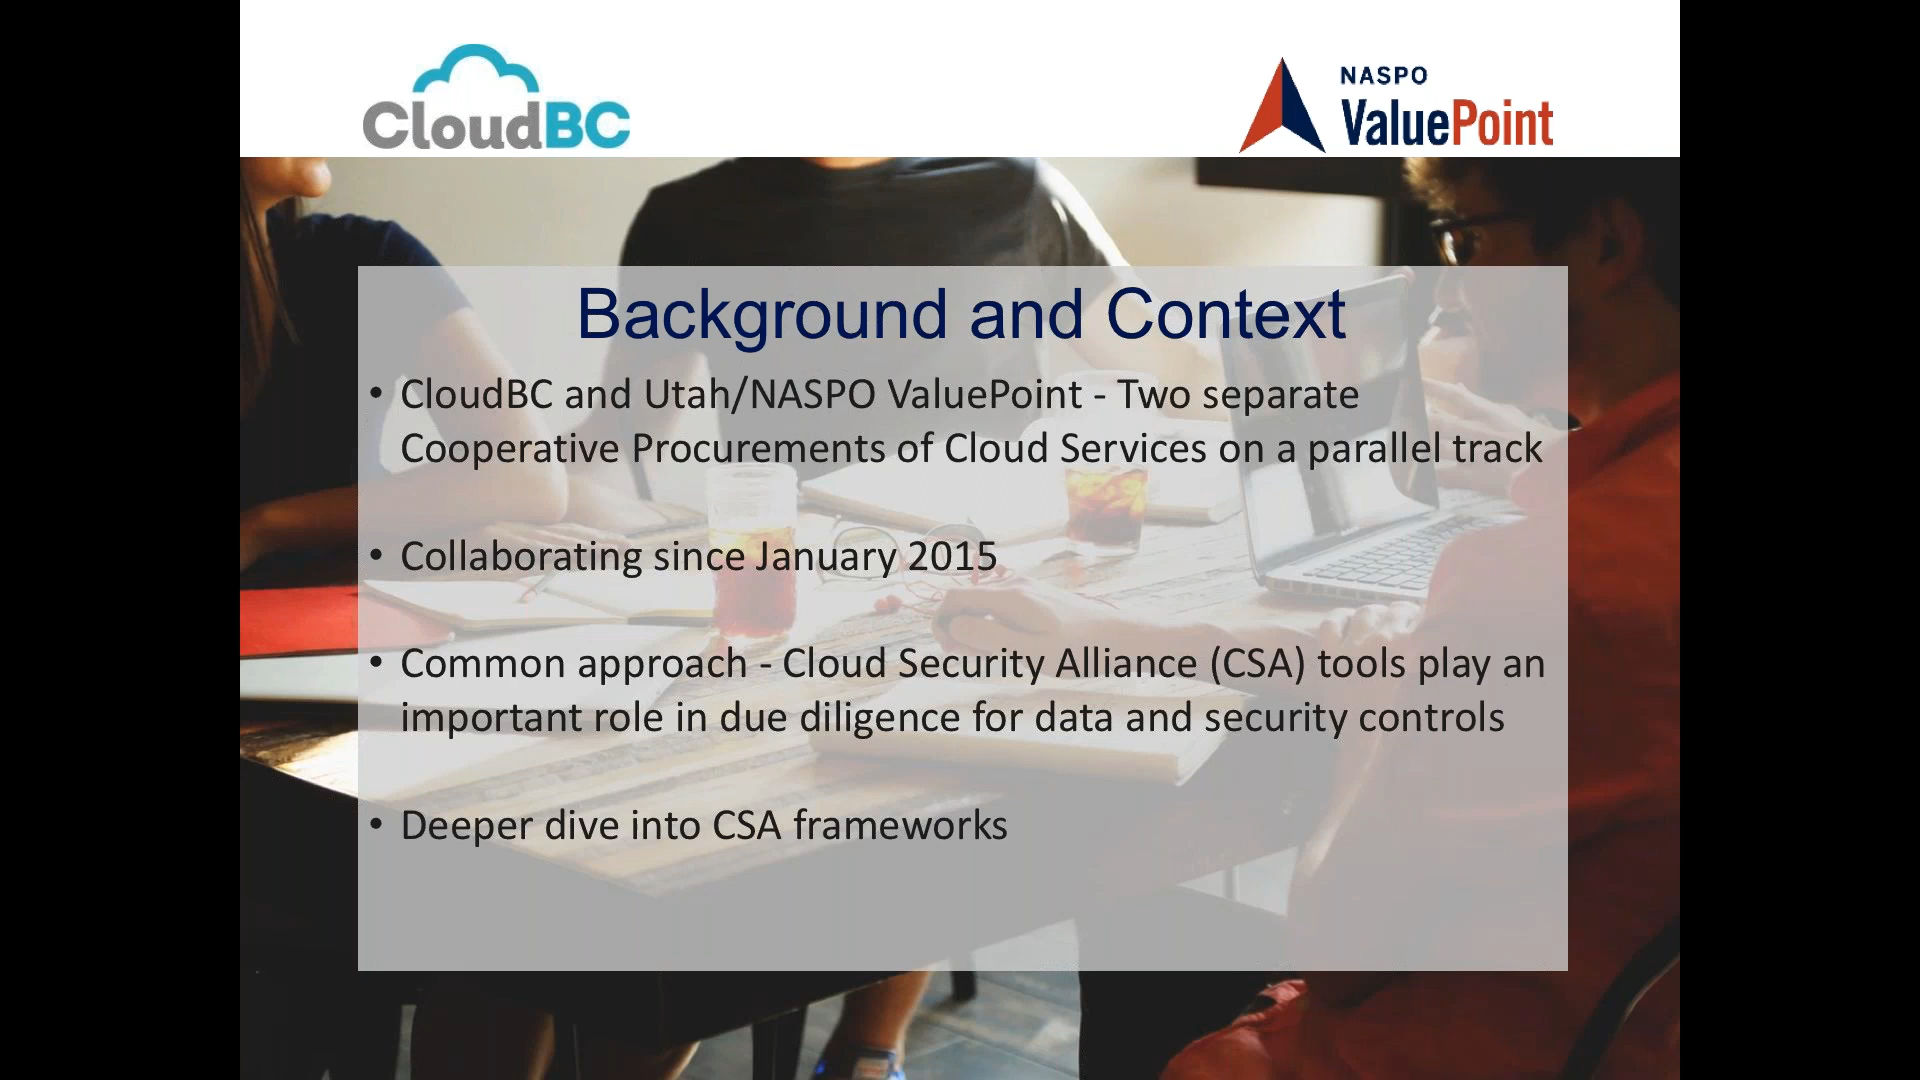 CloudBC
NASPO
ValuePoint
Background and Context
• CloudBC and Utah/NASPO ValuePoint - Two separate
Cooperative Procurements of Cloud Services on a parallel track
• Collaborating since January 2015
• Common approach - Cloud Security Alliance (CSA) tools play an
important role in due diligence for data and security controls
• Deeper dive into CSA frameworks